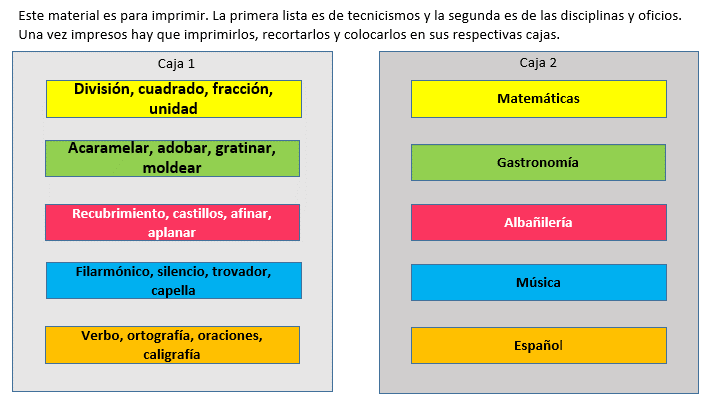 Este material es para imprimir. La primera lista es de tecnicismos y la segunda es de las disciplinas y oficios.
Una vez impresos hay que imprimirlos, recortarlos y colocarlos en sus respectivas cajas.
Caja 1
División, cuadrado, fracción,
unidad
Acaramelar, adobar, gratinar,
moldear
Recubrimiento, castillos, afinar,
aplanar
Filarmónico, silencio, trovador,
capella
Verbo, ortografía, oraciones,
caligrafía
Caja 2
Matemáticas
Gastronomía
Albañilería
Música
Español